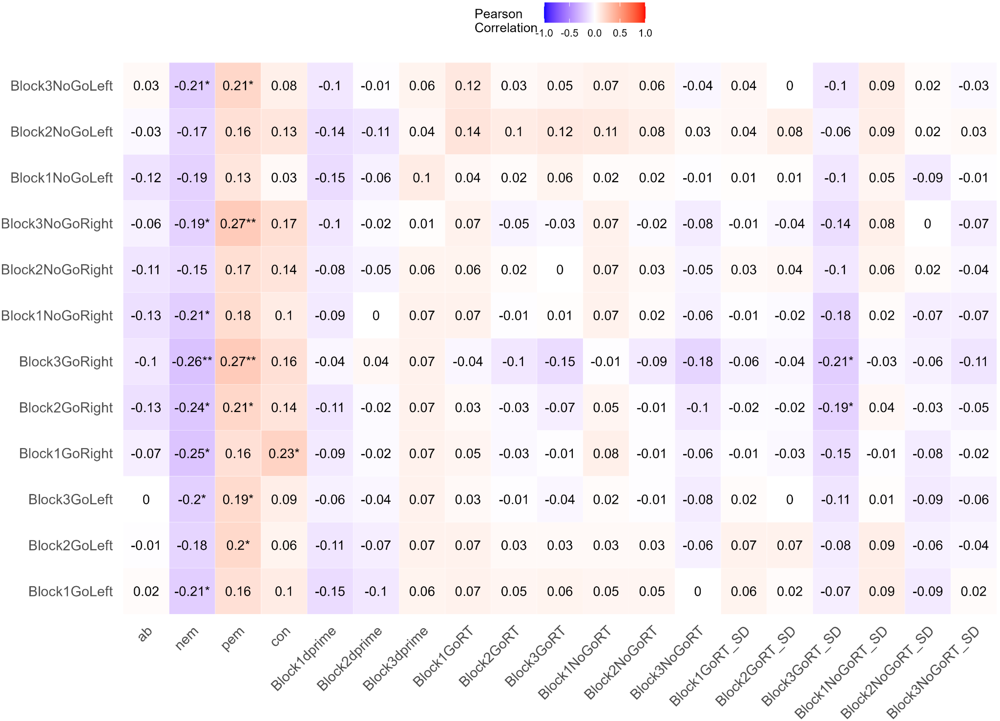 Pearson
Correlation
-1.0 -0.5 0.0 0.5 1.0
Block3NoGoLeft 0.03 -0.21* 0.21* 0.08 -0.1 -0.01 0.06 0.12 0.03 0.05 0.07 0.06 -0.04 0.04 0 -0.1 0.09 0.02 -0.03
Block2NoGoLeft -0.03 -0.17 0.16 0.13 -0.14 -0.11 0.04 0.14 0.1 0.12 0.11 0.08 0.03 0.04 0.08 -0.06 0.09 0.02 0.03
Block1NoGoLeft -0.12 -0.19 0.13 0.03 -0.15 -0.06 0.1 0.04 0.02 0.06 0.02 0.02 -0.01 0.01 0.01 -0.1 0.05 -0.09 -0.01
Block3NoGoRight -0.06 -0.19* 0.27** 0.17 -0.1 -0.02 0.01 0.07 -0.05 -0.03 0.07 -0.02 -0.08 -0.01 -0.04 -0.14 0.08 0 -0.07
Block2NoGoRight -0.11 -0.15 0.17 0.14 -0.08 -0.05 0.06 0.06 0.02 0 0.07 0.03 -0.05 0.03 0.04 -0.1 0.06 0.02 -0.04
Block1NoGoRight -0.13 -0.21* 0.18 0.1 -0.09 0 0.07 0.07 -0.01 0.01 0.07 0.02 -0.06 -0.01 -0.02 -0.18 0.02 -0.07 -0.07
Block3GoRight -0.1 -0.26** 0.27** 0.16 -0.04 0.04 0.07 -0.04 -0.1 -0.15 -0.01 -0.09 -0.18 -0.06 -0.04 -0.21* -0.03 -0.06 -0.11
Block2GoRight -0.13 -0.24* 0.21* 0.14 -0.11 -0.02 0.07 0.03 -0.03 -0.07 0.05 -0.01 -0.1 -0.02 -0.02 -0.19* 0.04 -0.03 -0.05
Block1GoRight -0.07 -0.25* 0.16 0.23* -0.09 -0.02 0.07 0.05 -0.03 -0.01 0.08 -0.01 -0.06 -0.01 -0.03 -0.15 -0.01 -0.08 -0.02
Block3GoLeft 0 -0.2* 0.19* 0.09 -0.06 -0.04 0.07 0.03 -0.01 -0.04 0.02 -0.01 -0.08 0.02 0 -0.11 0.01 -0.09 -0.06
Block2GoLeft -0.01 -0.18 0.2* 0.06 -0.11 -0.07 0.07 0.07 0.03 0.03 0.03 0.03 -0.06 0.07 0.07 -0.08 0.09 -0.06 -0.04
Block1GoLeft 0.02 -0.21* 0.16 0.1 -0.15 -0.1 0.06 0.07 0.05 0.06 0.05 0.05 0 0.06 0.02 -0.07 0.09 -0.09 0.02
ab nem pem con Block1dprime Block2dprime Block3dprime Block1GoRT Block2GoRT Block3GoRT Block1NoGoRT Block2NoGoRT Block3NoGoRT Block1GoRT_SD Block2GoRT_SD Block3GoRT_SD Block1NoGoRT_SD Block2NoGoRT_SD Block3NoGoRT_SD